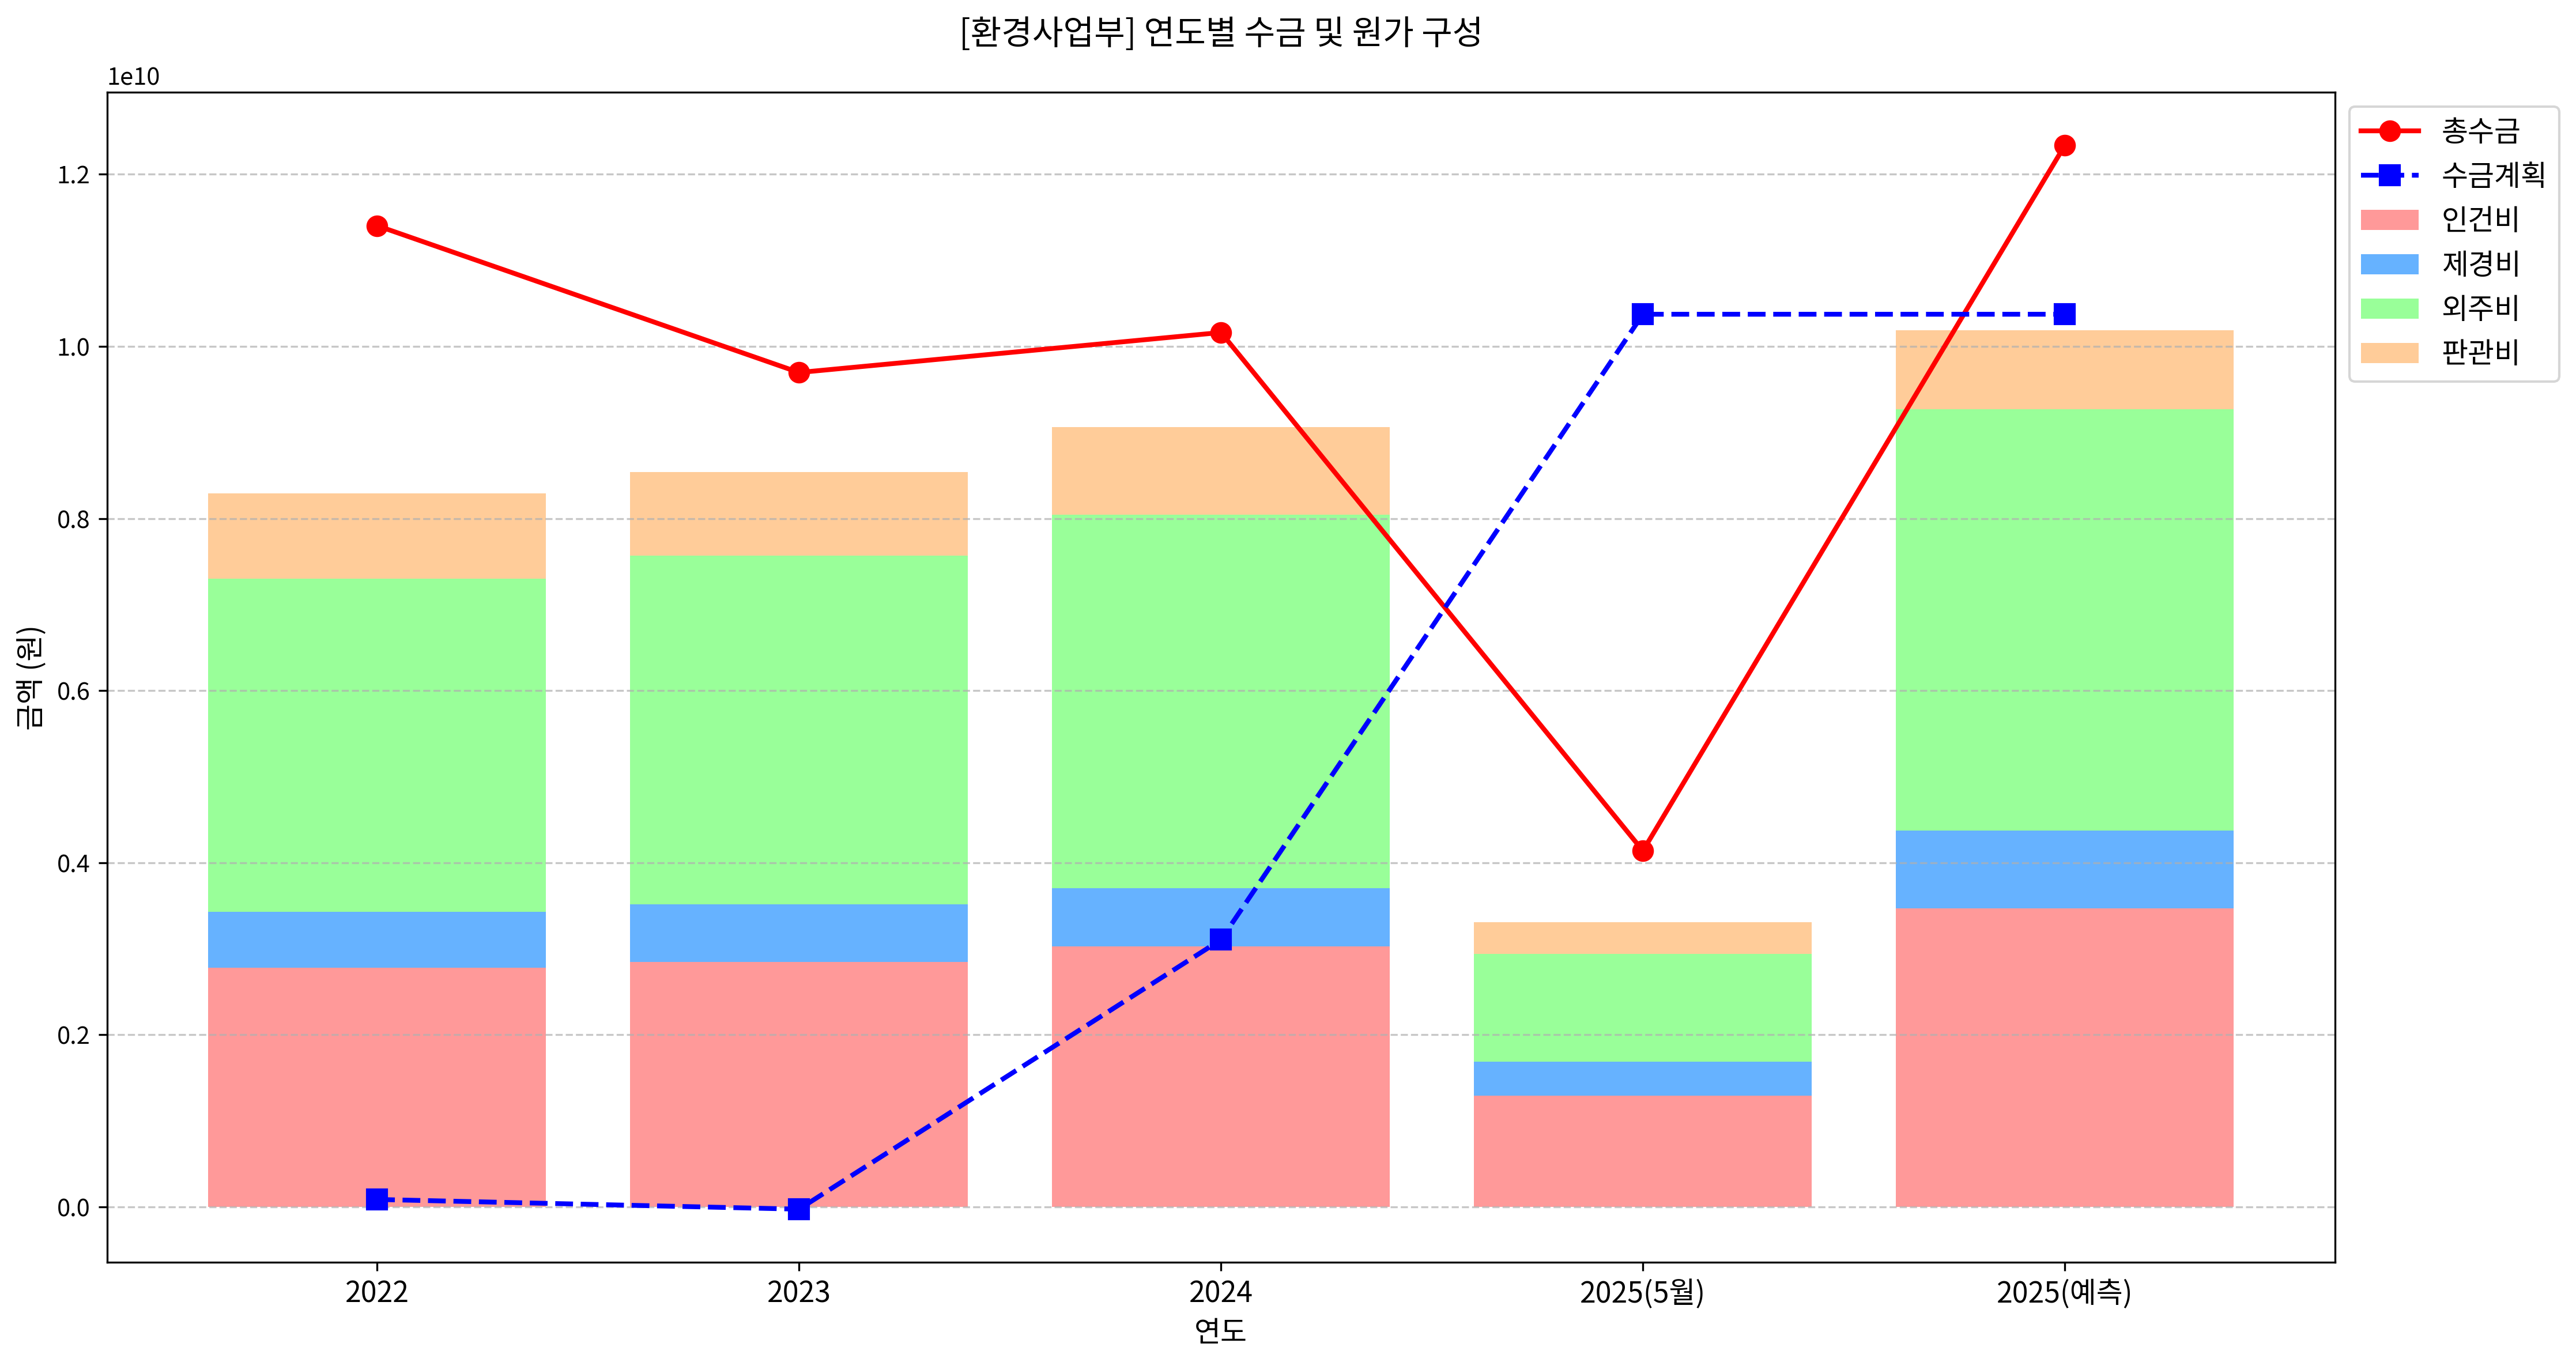 [환경사업부] 연도별 수금 및 원가 구성
1e10
1.2
1.0
0.8
0.6
0.4
0.2
0.0
금액 (원)
2022
2023
2024
2025(5월)
2025(예측)
연도
총수금
수금계획
인건비
제경비
외주비
판관비